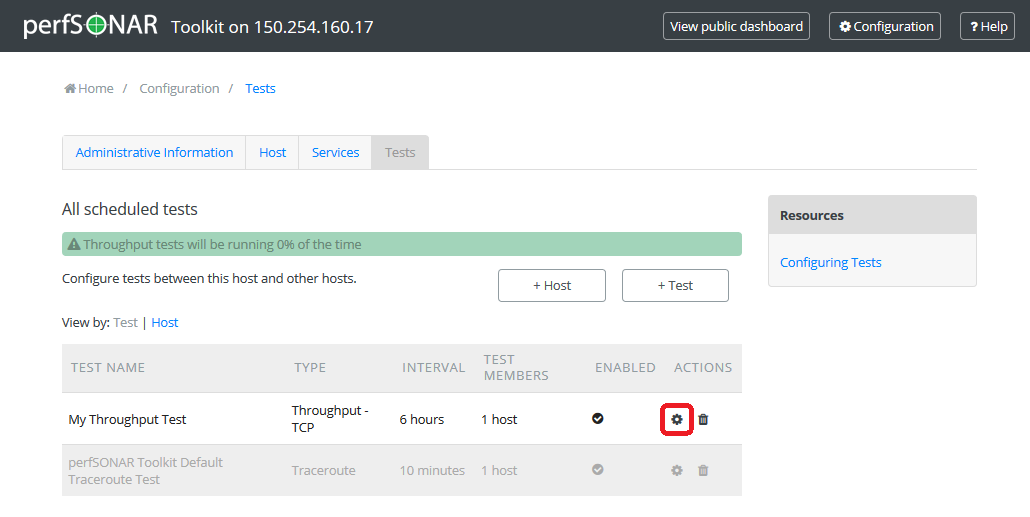 perfSONAR Toolkit on 150.254.160.17
View public dashboard
Configuration
? Help
Home / Configuration / Tests
Administrative Information
Host
Services
Tests
All scheduled tests
Throughput tests will be running 0% of the time
Configure tests between this host and other hosts.
+ Host
+ Test
View by: Test | Host
Resources
Configuring Tests
TEST NAME
TYPE
INTERVAL
TEST
MEMBERS
ENABLED
ACTIONS
My Throughput Test
Throughput -
TCP
6 hours
1 host
perfSONAR Toolkit Default
Traceroute Test
Traceroute
10 minutes
1 host